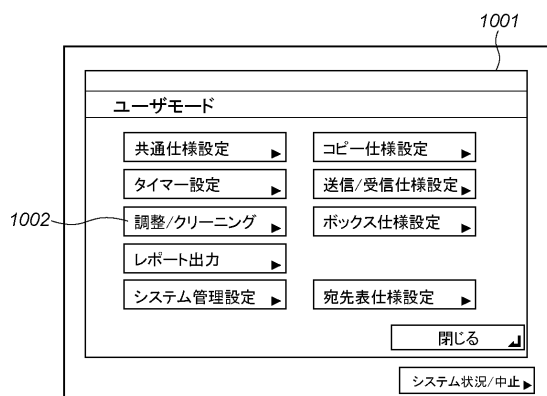 1001
ユーザモード
共通仕様設定 コピー仕様設定
タイマー設定 送信/受信仕様設定
1002 調整/クリーニング ボックス仕様設定
レポート出力
システム管理設定 宛先表仕様設定
閉じる
システム状況/中止